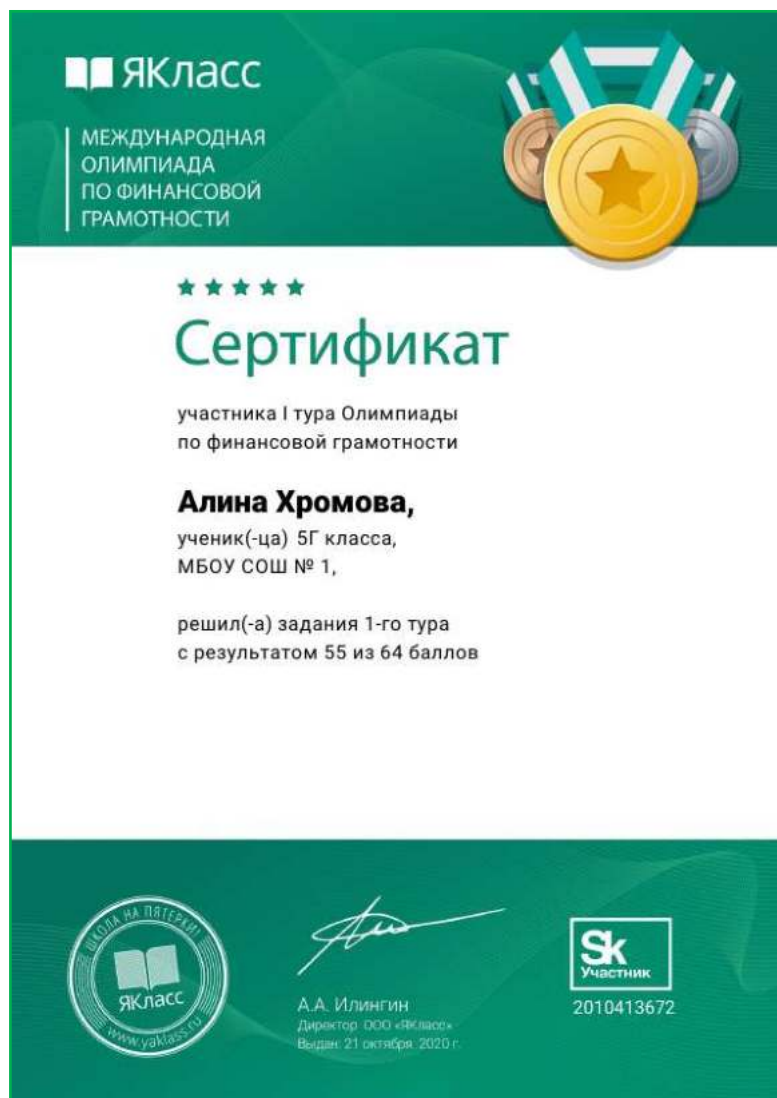 ЯКласс
МЕЖДУНАРОДНАЯ
ОЛИМПИАДА
ПО ФИНАНСОВОЙ
ГРАМОТНОСТИ
Сертификат
участника I тура Олимпиады
по финансовой грамотности
Алина Хромова,
ученик(-ца) 5Г класса,
МБОУ СОШ № 1,
решил(-а) задания 1-го тура
с результатом 55 из 64 баллов
ШКОЛА НА ПЯТЕРКИ!
ЯКласс
www.yaklass.ru
А.А. Илингин
Директор ООО «ЯКласс»
Выдан: 21 октября 2020 г.
Sk
Участник
2010413672